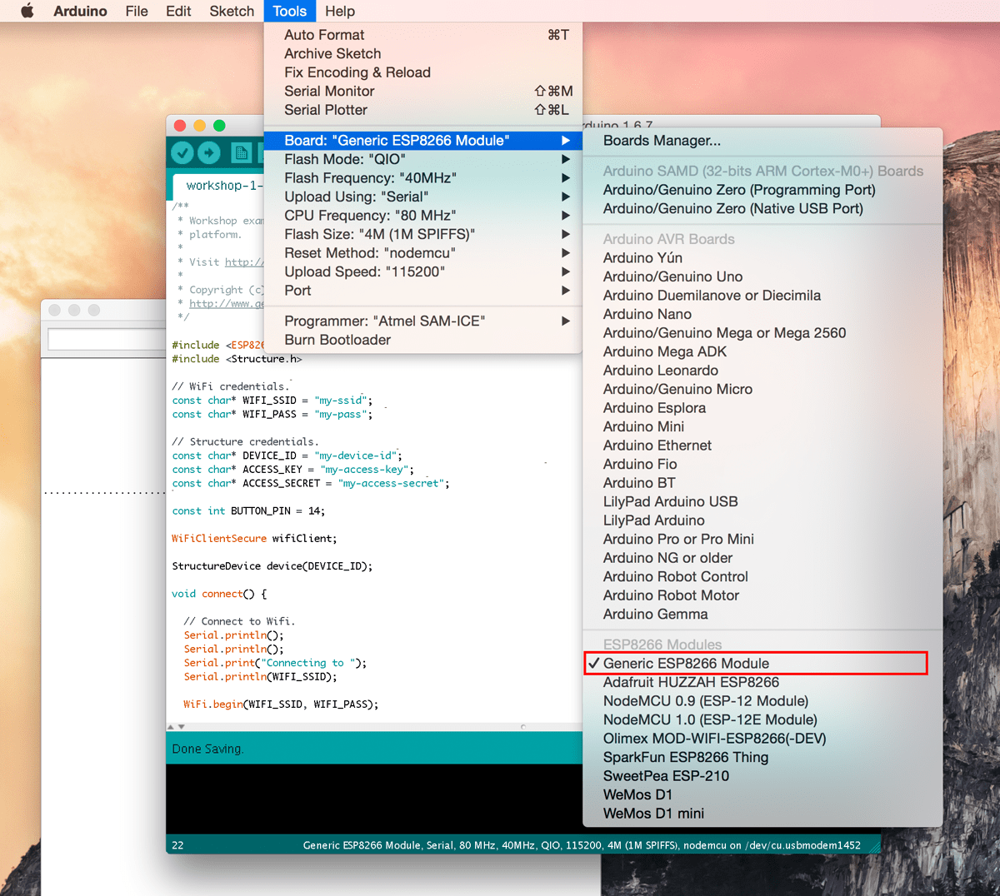 Arduino File Edit Sketch Tools Help
Auto Format ⌘T
Archive Sketch
Fix Encoding & Reload
Serial Monitor ⇧⌘M
Serial Plotter ⇧⌘L
Board: "Generic ESP8266 Module"
Flash Mode: "QIO"
Flash Frequency: "40MHz"
Upload Using: "Serial"
CPU Frequency: "80 MHz"
Flash Size: "4M (1M SPIFFS)"
Reset Method: "nodemcu"
Upload Speed: "115200"
Port
Programmer: "Atmel SAM-ICE"
Burn Bootloader
1.6.7
Boards Manager...
Arduino SAMD (32-bits ARM Cortex-M0+) Boards
Arduino/Genuino Zero (Programming Port)
Arduino/Genuino Zero (Native USB Port)
Arduino AVR Boards
Arduino Yún
Arduino/Genuino Uno
Arduino Duemilanove or Diecimila
Arduino Nano
Arduino/Genuino Mega or Mega 2560
Arduino Mega ADK
Arduino Leonardo
Arduino/Genuino Micro
Arduino Esplora
Arduino Mini
Arduino Ethernet
Arduino Fio
Arduino BT
LilyPad Arduino USB
LilyPad Arduino
Arduino Pro or Pro Mini
Arduino NG or older
Arduino Robot Control
Arduino Robot Motor
Arduino Gemma
ESP8266 Modules
✓ Generic ESP8266 Module
Adafruit HUZZAH ESP8266
NodeMCU 0.9 (ESP-12 Module)
NodeMCU 1.0 (ESP-12E Module)
Olimex MOD-WIFI-ESP8266(-DEV)
SparkFun ESP8266 Thing
SweetPea ESP-210
WeMos D1
WeMos D1 mini
workshop-1-
/**
* Workshop exam
* platform.
*
* Visit http:/
*
* Copyright (c)
* http://www.ge
*/
#include <ESP826
#include <Structure.h>
// WiFi credentials.
const char* WIFI_SSID = "my-ssid";
const char* WIFI_PASS = "my-pass";
// Structure credentials.
const char* DEVICE_ID = "my-device-id";
const char* ACCESS_KEY = "my-access-key";
const char* ACCESS_SECRET = "my-access-secret";
const int BUTTON_PIN = 14;
WiFiClientSecure wifiClient;
StructureDevice device(DEVICE_ID);
void connect() {
// Connect to Wifi.
Serial.println();
Serial.println();
Serial.print("Connecting to ");
Serial.println(WIFI_SSID);
WiFi.begin(WIFI_SSID, WIFI_PASS);
Done Saving.
22 Generic ESP8266 Module, Serial, 80 MHz, 40MHz, QIO, 115200, 4M (1M SPIFFS), nodemcu on /dev/cu.usbmodem1452